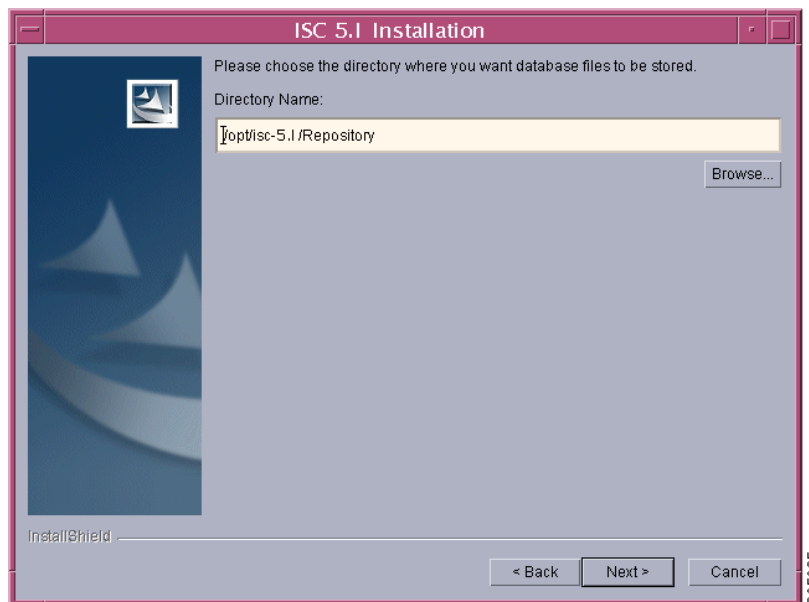 ISC 5.1 Installation
Please choose the directory where you want database files to be stored.
Directory Name:
/opt/isc-5.1 /Repository
Browse...
InstallShield
< Back
Next >
Cancel